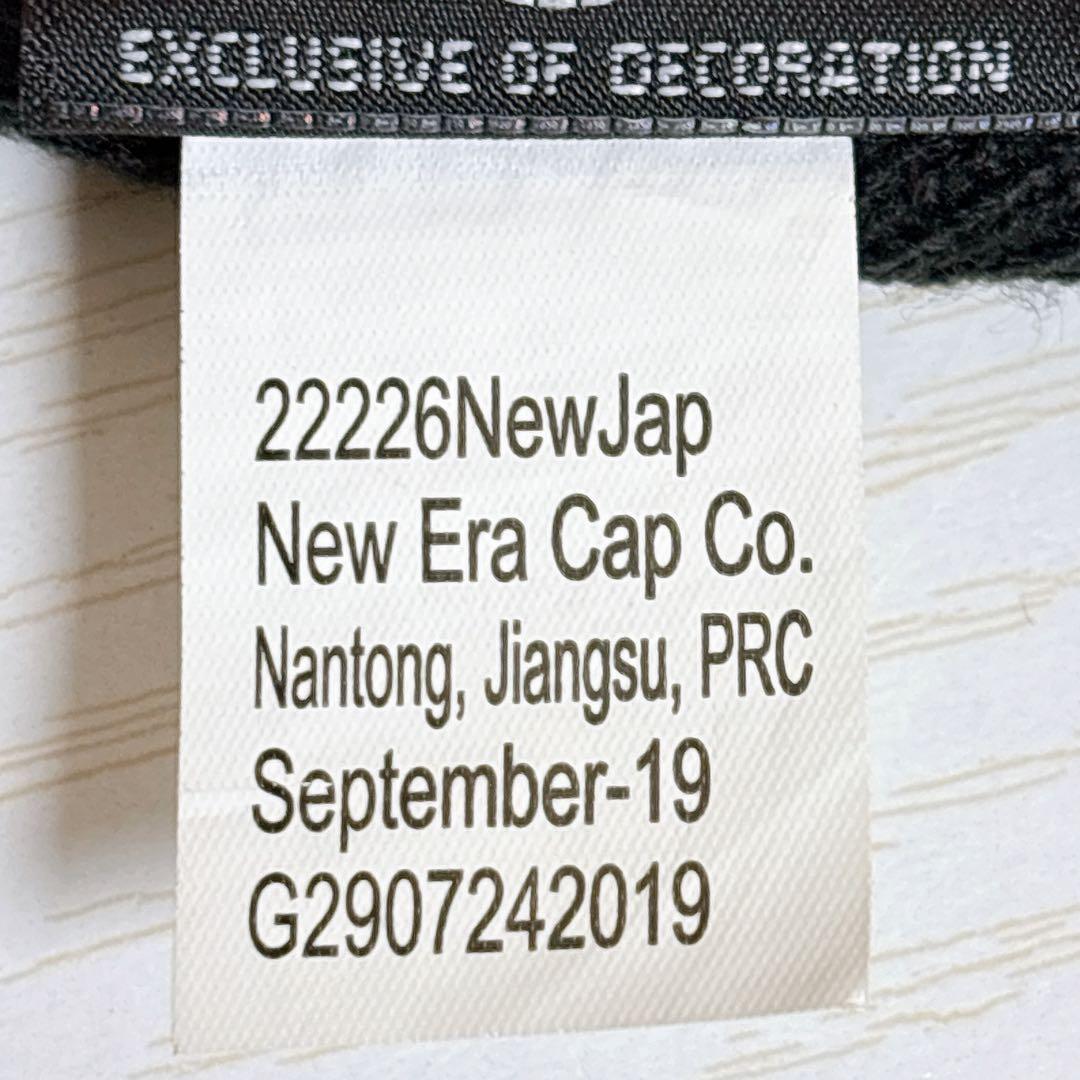 EXCLUSIVE OF DECORATION
22226NewJap
New Era Cap Co.
Nantong, Jiangsu, PRC
September-19
G2907242019